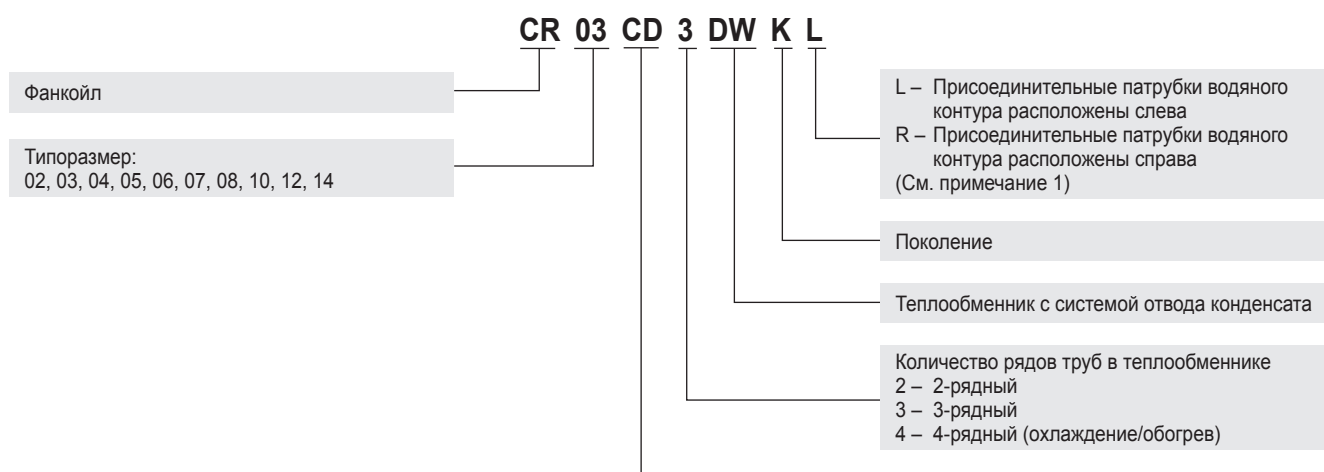 CR 03 CD 3 DW K L
Фанкойл
Типоразмер:
02, 03, 04, 05, 06, 07, 08, 10, 12, 14
L – Присоединительные патрубки водяного
контура расположены слева
R – Присоединительные патрубки водяного
контура расположены справа
(См. примечание 1)
Поколение
Теплообменник с системой отвода конденсата
Количество рядов труб в теплообменнике
2 – 2-рядный
3 – 3-рядный
4 – 4-рядный (охлаждение/обогрев)